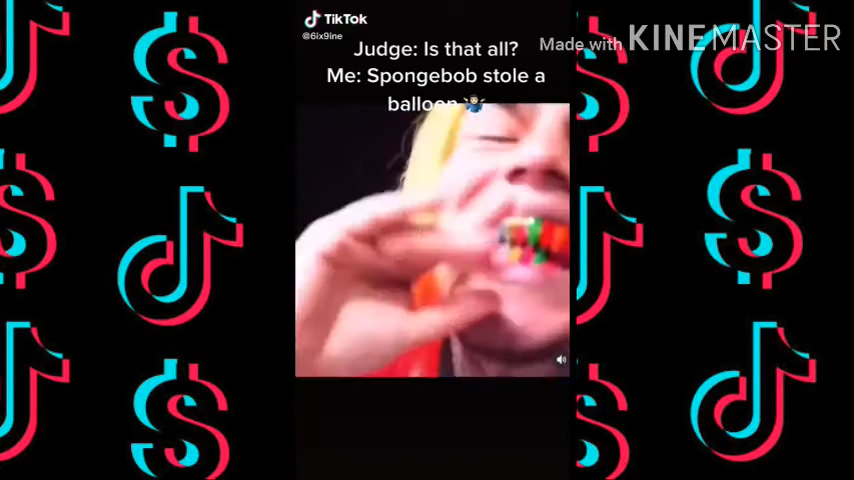 TikTok
@6ix9ine
Made with KINEMASTER
Judge: Is that all?
Me: Spongebob stole a
balloon 🤷🏻‍♂️